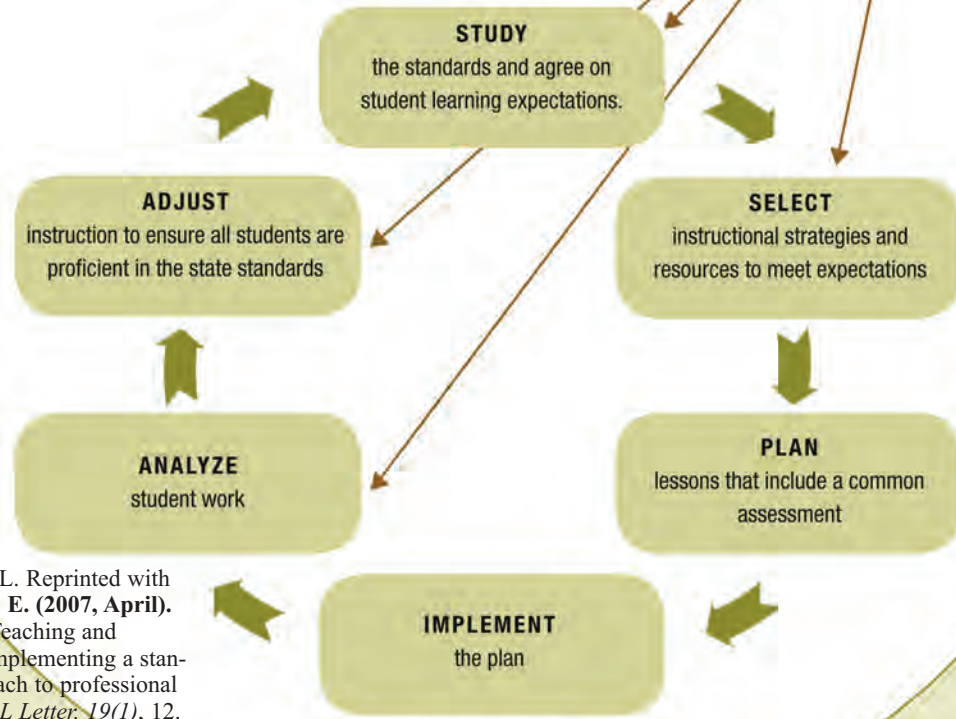 STUDY
the standards and agree on
student learning expectations.
ADJUST
instruction to ensure all students are
proficient in the state standards
SELECT
instructional strategies and
resources to meet expectations
ANALYZE
student work
PLAN
lessons that include a common
assessment
IMPLEMENT
the plan
L. Reprinted with
E. (2007, April).
eaching and
mplementing a stan-
ach to professional
L Letter, 19(1), 12.